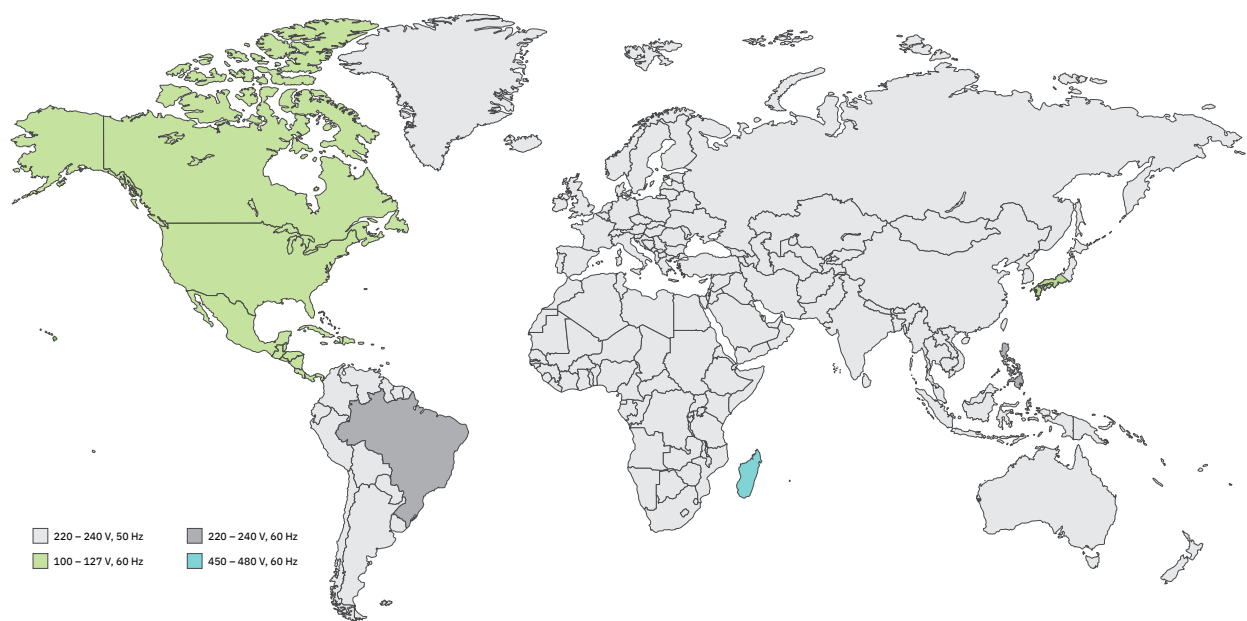 220 – 240 V, 50 Hz
220 – 240 V, 60 Hz
100 – 127 V, 60 Hz
450 – 480 V, 60 Hz